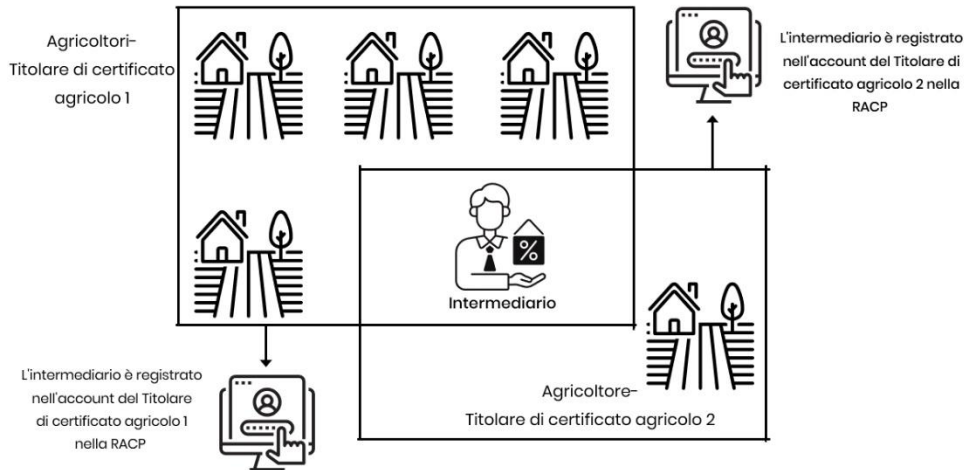 Agricoltori-
Titolare di certificato
agricolo 1
L'intermediario è registrato
nell'account del Titolare di
certificato agricolo 2 nella
RACP
%
Intermediario
L'intermediario è registrato
nell'account del Titolare
di certificato agricolo 1
nella RACP
Agricoltore-
Titolare di certificato agricolo 2